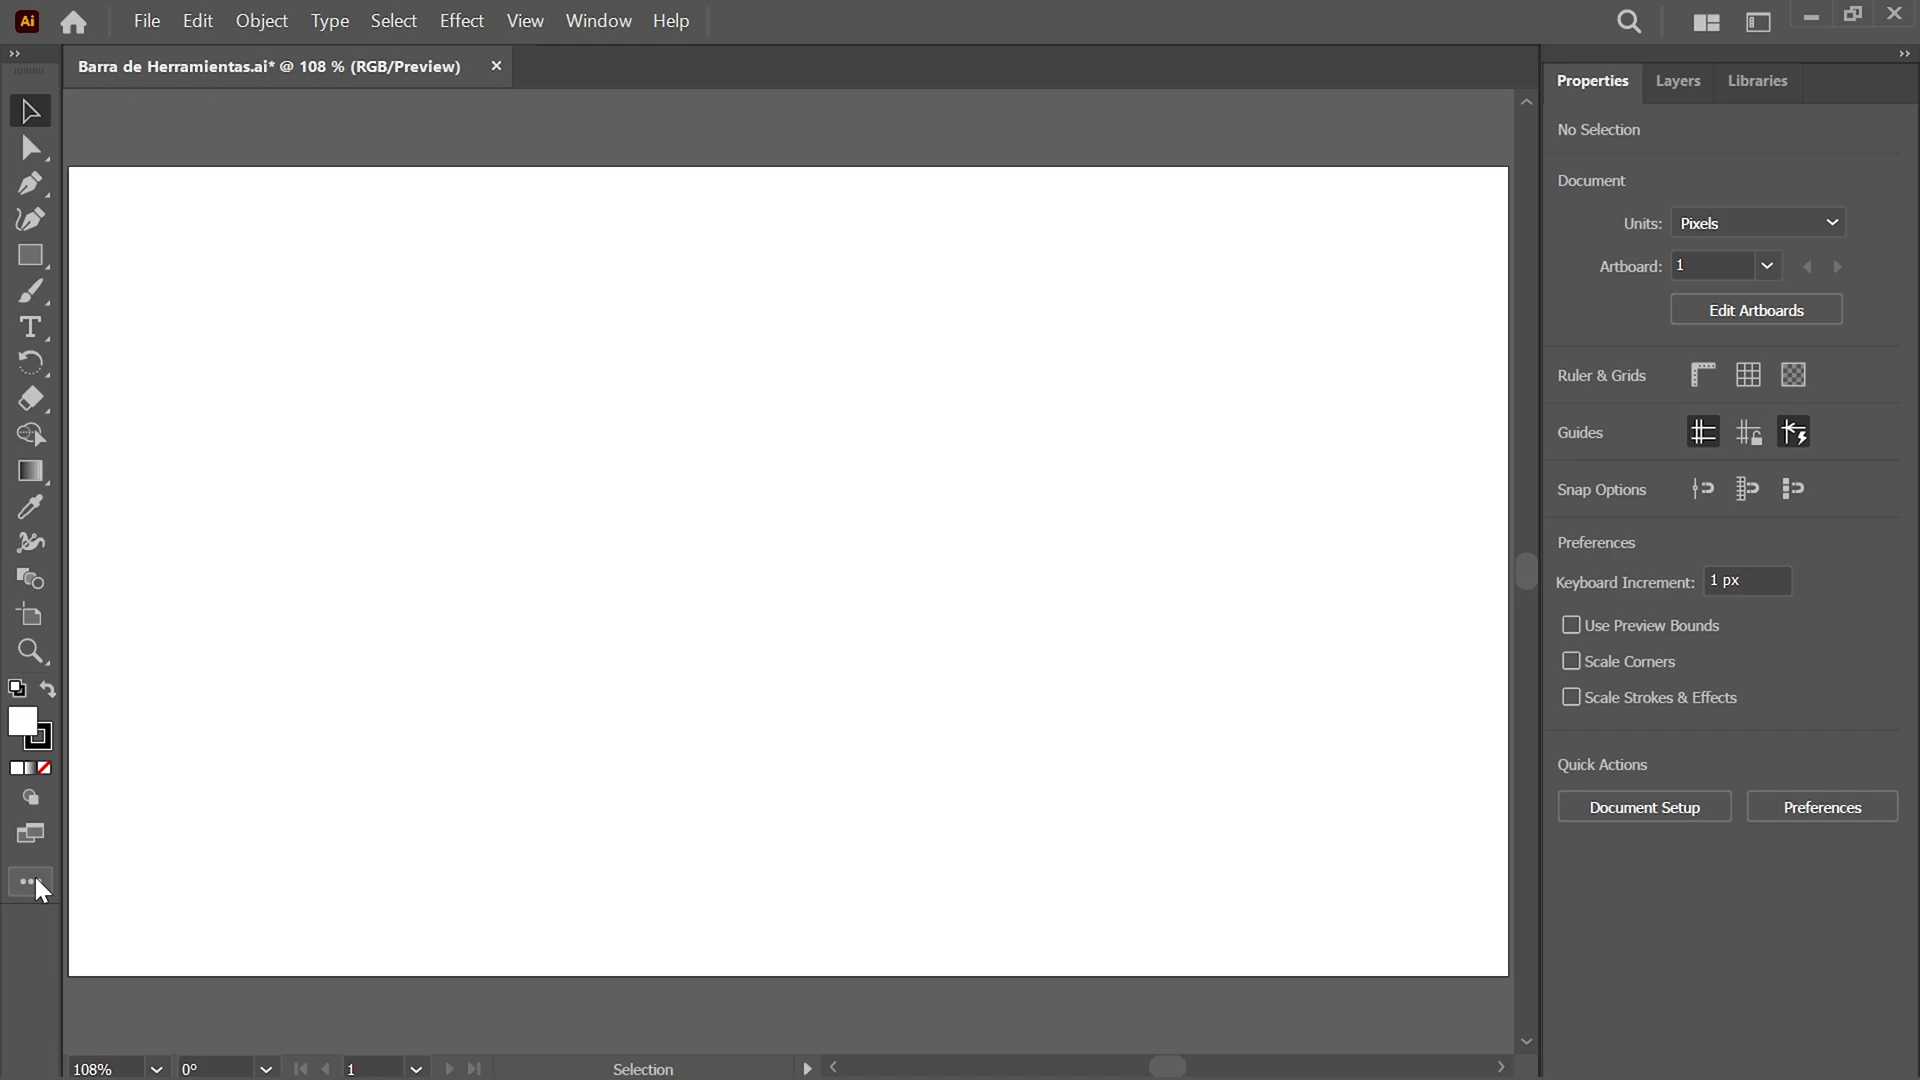 Ai File Edit Object Type Select Effect View Window Help
Barra de Herramientas.ai* @ 108 % (RGB/Preview)
Properties Layers Libraries
No Selection
Document
Units: Pixels
Artboard: 1
Edit Artboards
Ruler & Grids
Guides
Snap Options
Preferences
Keyboard Increment: 1 px
Use Preview Bounds
Scale Corners
Scale Strokes & Effects
Quick Actions
Document Setup Preferences
108% 0° 1 Selection